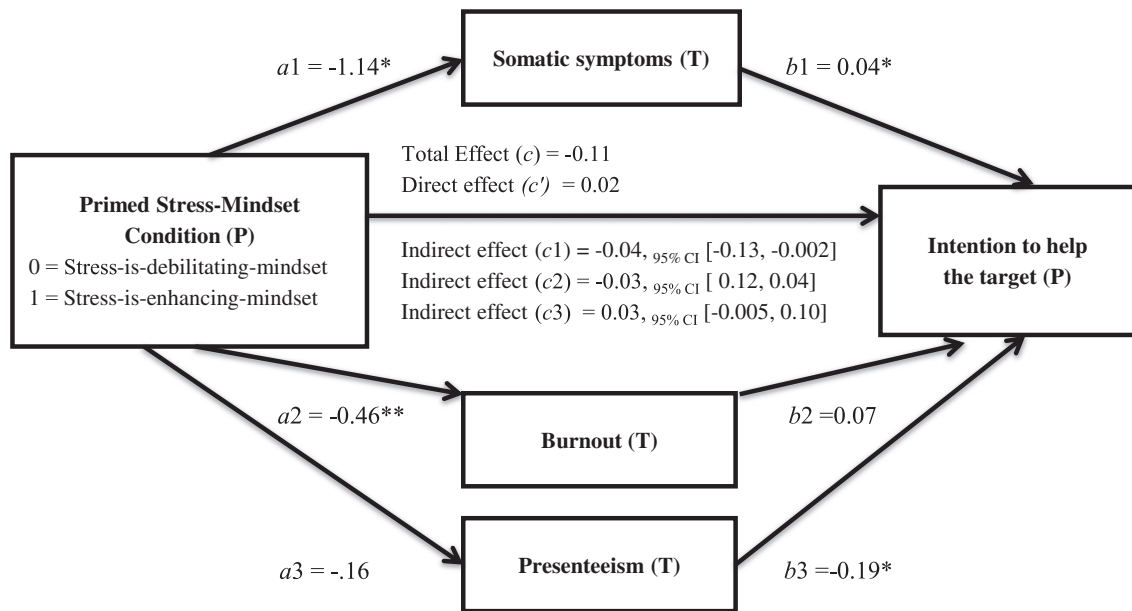 Somatic symptoms (T)
a1 = -1.14*
b1 = 0.04*
Total Effect (c) = -0.11
Direct effect (c') = 0.02
Primed Stress-Mindset
Condition (P)
0 = Stress-is-debilitating-mindset
1 = Stress-is-enhancing-mindset
Intention to help
the target (P)
Indirect effect (c1) = -0.04, 95% CI [-0.13, -0.002]
Indirect effect (c2) = -0.03, 95% CI [ 0.12, 0.04]
Indirect effect (c3) = 0.03, 95% CI [-0.005, 0.10]
a2 = -0.46**
Burnout (T)
b2 =0.07
a3 = -.16
Presenteeism (T)
b3 =-0.19*